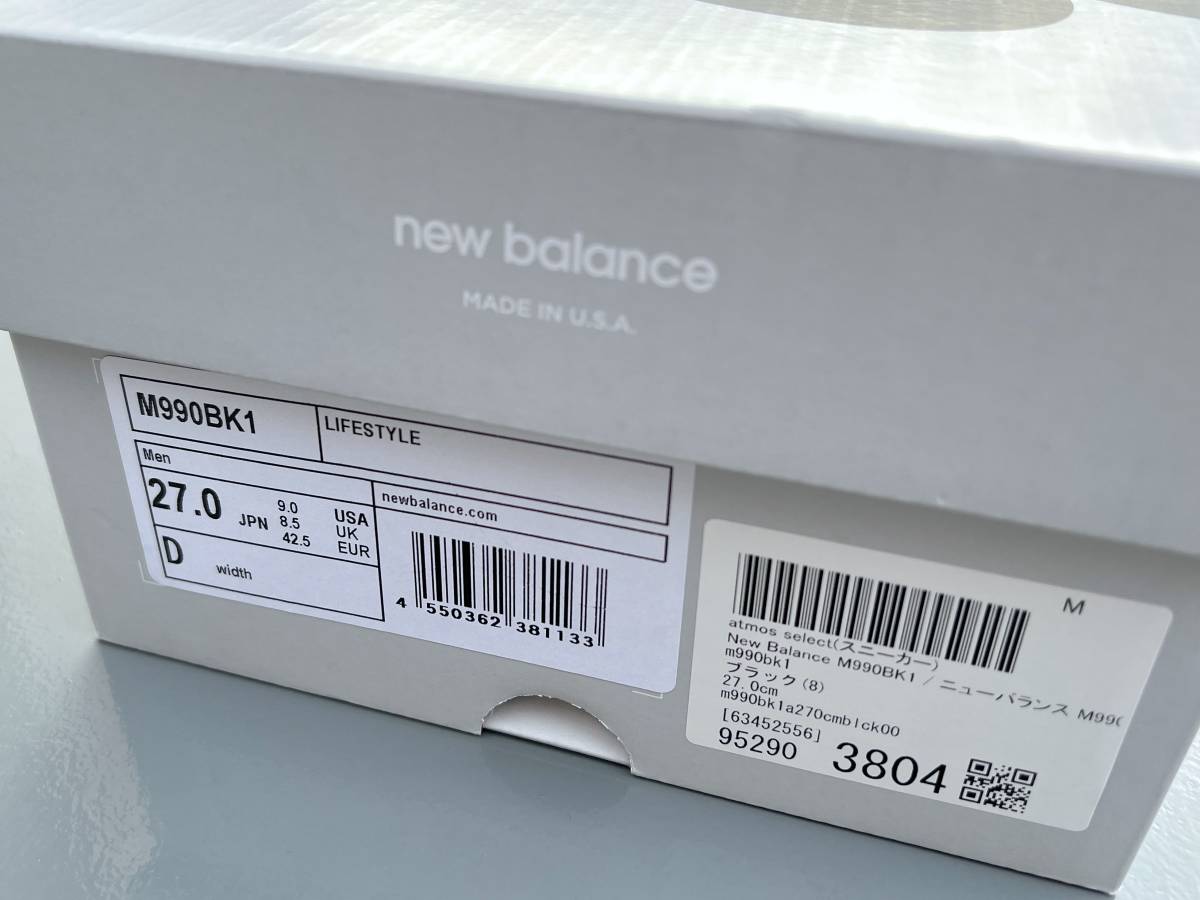 new balance
MADE IN U.S.A.
M990BK1
LIFESTYLE
Men
27.0 JPN
9.0 USA
8.5 UK
42.5 EUR
newbalance.com
D width
4 550362 381133
M
atmos select(スニーカー)
New Balance M990BK1 / ニューバランス M990
m990bk1
ブラック(8)
27.0cm
m990bk1a270cmblck00
[63452556]
95290 3804